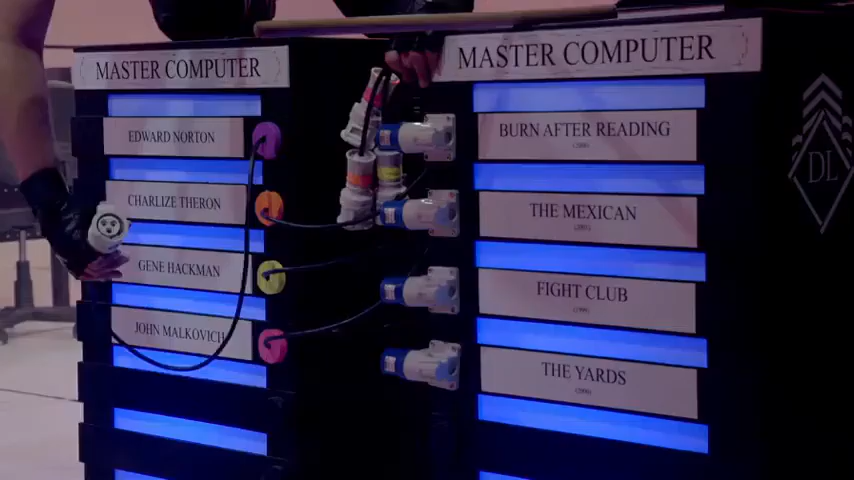 MASTER COMPUTER
EDWARD NORTON
CHARLIZE THERON
GENE HACKMAN
JOHN MALKOVICH
MASTER COMPUTER
BURN AFTER READING
THE MEXICAN
FIGHT CLUB
THE YARDS
DL